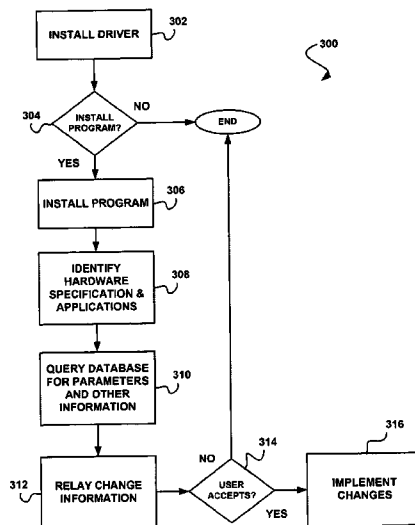 INSTALL DRIVER
302
300
304
INSTALL
PROGRAM?
NO
END
YES
306
INSTALL PROGRAM
IDENTIFY
HARDWARE
SPECIFICATION &
APPLICATIONS
308
QUERY DATABASE
FOR PARAMETERS
AND OTHER
INFORMATION
310
312
RELAY CHANGE
INFORMATION
NO
314
USER
ACCEPTS?
YES
316
IMPLEMENT
CHANGES